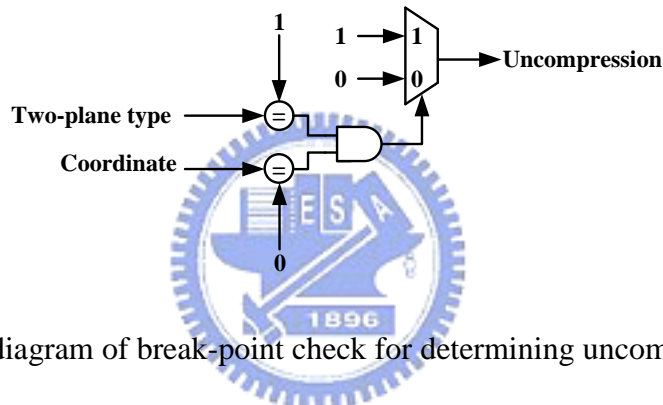 1
1 1
Uncompression
0 0
Two-plane type
=
Coordinate
=
0
E S A
1896
diagram of break-point check for determining uncom